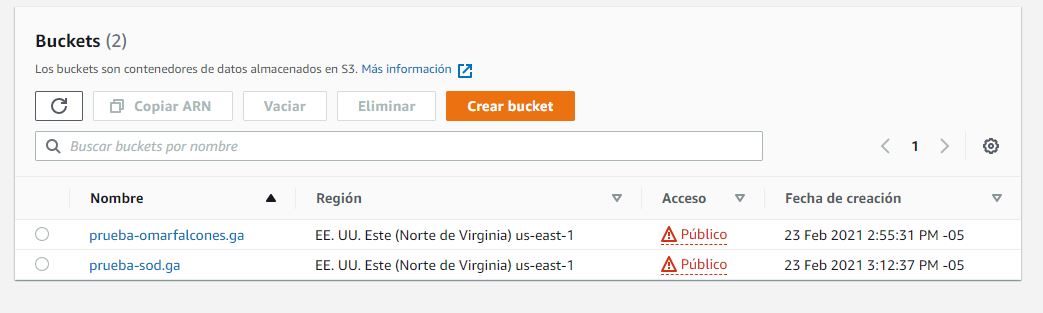 Buckets (2)
Los buckets son contenedores de datos almacenados en S3. Más información
Copiar ARN Vaciar Eliminar Crear bucket
Buscar buckets por nombre 1
Nombre Región Acceso Fecha de creación
prueba-omarfalcones.ga EE. UU. Este (Norte de Virginia) us-east-1 Público 23 Feb 2021 2:55:31 PM -05
prueba-sod.ga EE. UU. Este (Norte de Virginia) us-east-1 Público 23 Feb 2021 3:12:37 PM -05